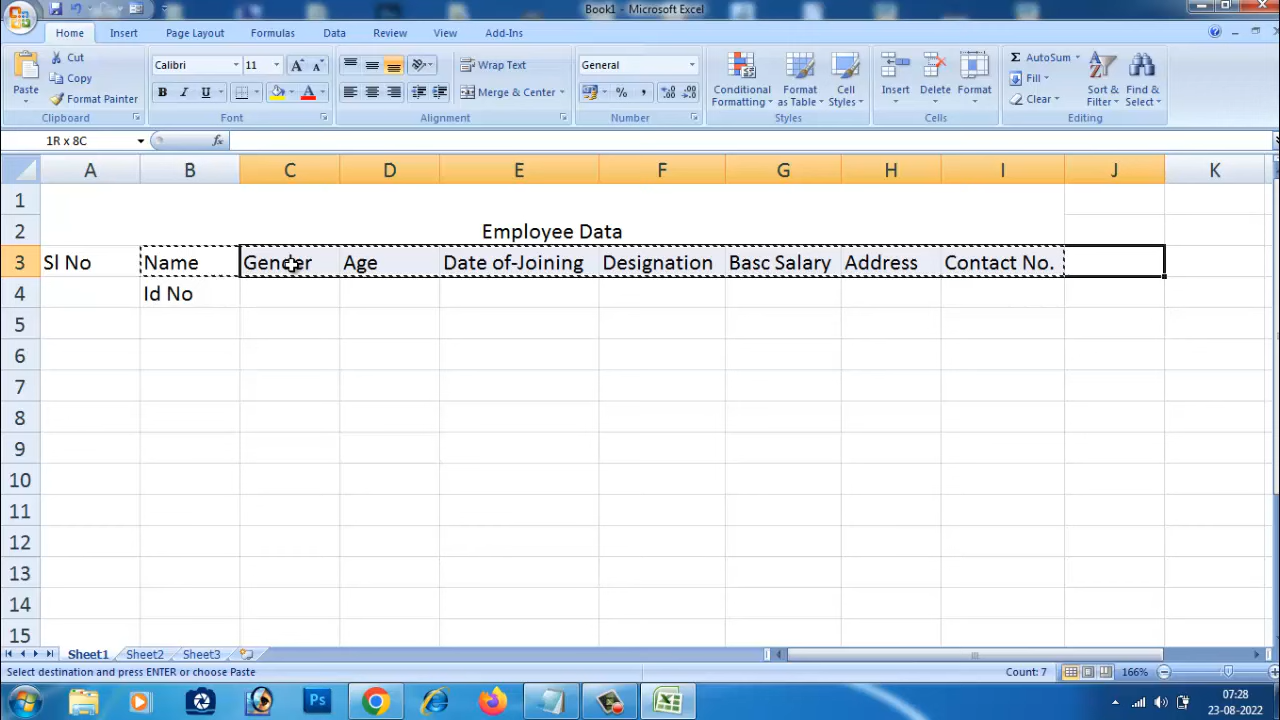 Book1 - Microsoft Excel
Home Insert Page Layout Formulas Data Review View Add-Ins
Paste
Cut
Copy
Format Painter
Clipboard
Calibri 11
B I U
Font
Wrap Text
Merge & Center
Alignment
General
% ,
Number
Conditional Formatting
Format as Table
Cell Styles
Styles
Insert Delete Format
Cells
Σ AutoSum
Fill
Clear
Sort & Filter
Find & Select
Editing
1R x 8C fx
A B C D E F G H I J K
1
2 Employee Data
3 Sl No Name Gender Age Date of-Joining Designation Basc Salary Address Contact No.
4 Id No
5
6
7
8
9
10
11
12
13
14
15
Sheet1 Sheet2 Sheet3
Select destination and press ENTER or choose Paste Count: 7 166%
Ps
07:28
23-08-2022